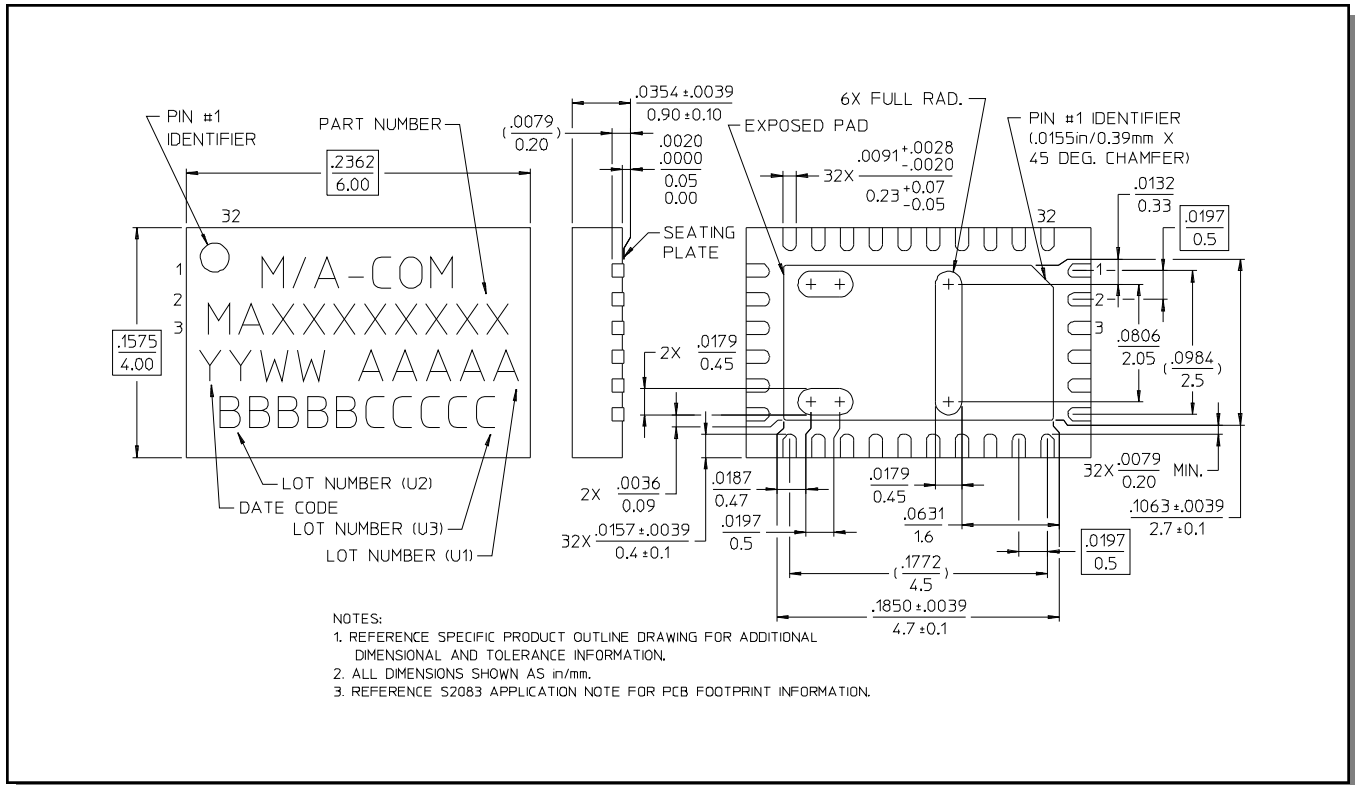 PIN #1
IDENTIFIER
PART NUMBER
.2362
6.00
32
1
2
3
.1575
4.00
M/A-COM
MAXXXXXXXXX
YYWW AAAAA
BBBBBCCCCC
LOT NUMBER (U2)
DATE CODE
LOT NUMBER (U3)
LOT NUMBER (U1)
.0354 ±.0039
0.90 ±0.10
(.0079
0.20)
.0020
.0000
0.05
0.00
SEATING
PLATE
EXPOSED PAD
6X FULL RAD.
32X .0091 +.0028 -.0020
0.23 +0.07 -0.05
PIN #1 IDENTIFIER
(.0155in/0.39mm X
45 DEG. CHAMFER)
32
.0132
0.33
.0197
0.5
1
2
3
2X .0179
0.45
.0806
2.05
(.0984
2.5)
2X .0036
0.09
.0187
0.47
.0179
0.45
32X .0079 MIN.
0.20
32X .0157 ±.0039
0.4 ±0.1
.0197
0.5
.0631
1.6
.1063 ±.0039
2.7 ±0.1
.0197
0.5
(.1772
4.5)
.1850 ±.0039
4.7 ±0.1
NOTES:
1. REFERENCE SPECIFIC PRODUCT OUTLINE DRAWING FOR ADDITIONAL
DIMENSIONAL AND TOLERANCE INFORMATION.
2. ALL DIMENSIONS SHOWN AS in/mm.
3. REFERENCE S2083 APPLICATION NOTE FOR PCB FOOTPRINT INFORMATION.